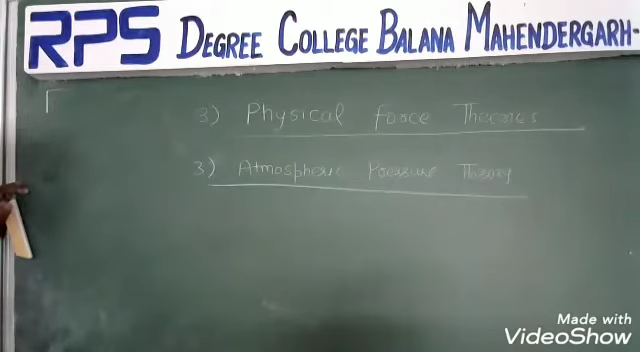 RPS DEGREE COLLEGE BALANA MAHENDERGARH-
3) Physical Force Theories
3) Atmospheric Pressure Theory
Made with
VideoShow